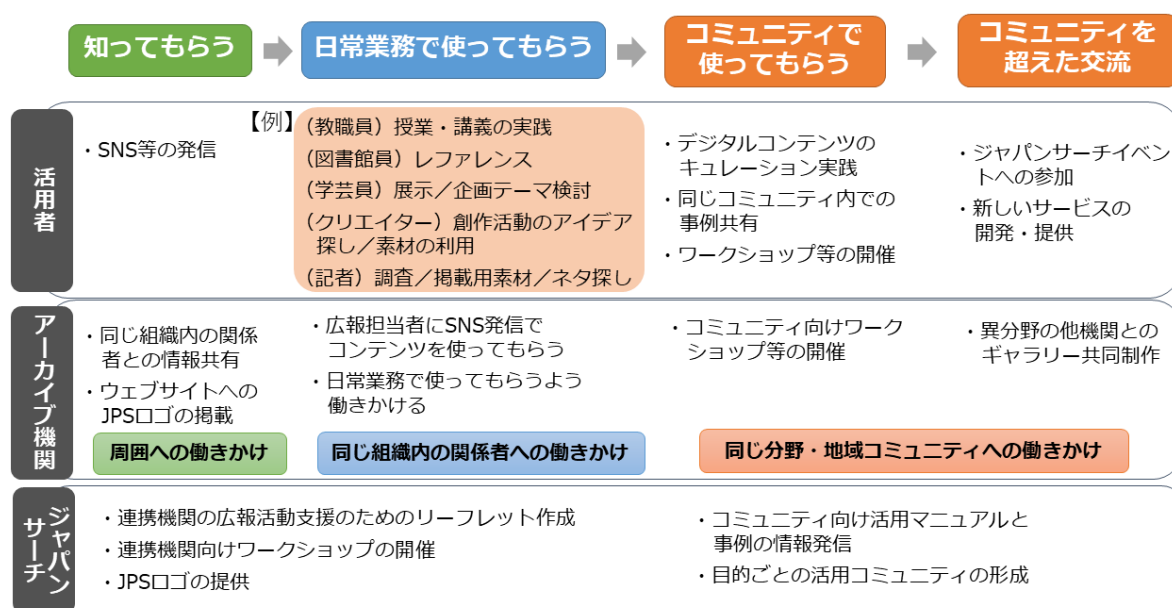 知ってもらう
日常業務で使ってもらう
コミュニティで
使ってもらう
コミュニティを
超えた交流
活用者
・SNS等の発信
【例】
（教職員）授業・講義の実践
（図書館員）レファレンス
（学芸員）展示／企画テーマ検討
（クリエイター）創作活動のアイデア
探し／素材の利用
（記者）調査／掲載用素材／ネタ探し
・デジタルコンテンツの
キュレーション実践
・同じコミュニティ内での
事例共有
・ワークショップ等の開催
・ジャパンサーチイベン
トへの参加
・新しいサービスの
開発・提供
アーカイブ機関
・同じ組織内の関係
者との情報共有
・ウェブサイトへの
JPSロゴの掲載
周囲への働きかけ
・広報担当者にSNS発信で
コンテンツを使ってもらう
・日常業務で使ってもらうよう
働きかける
同じ組織内の関係者への働きかけ
・コミュニティ向けワーク
ショップ等の開催
・異分野の他機関との
ギャラリー共同制作
同じ分野・地域コミュニティへの働きかけ
ジャパン
サーチ
・連携機関の広報活動支援のためのリーフレット作成
・連携機関向けワークショップの開催
・JPSロゴの提供
・コミュニティ向け活用マニュアルと
事例の情報発信
・目的ごとの活用コミュニティの形成